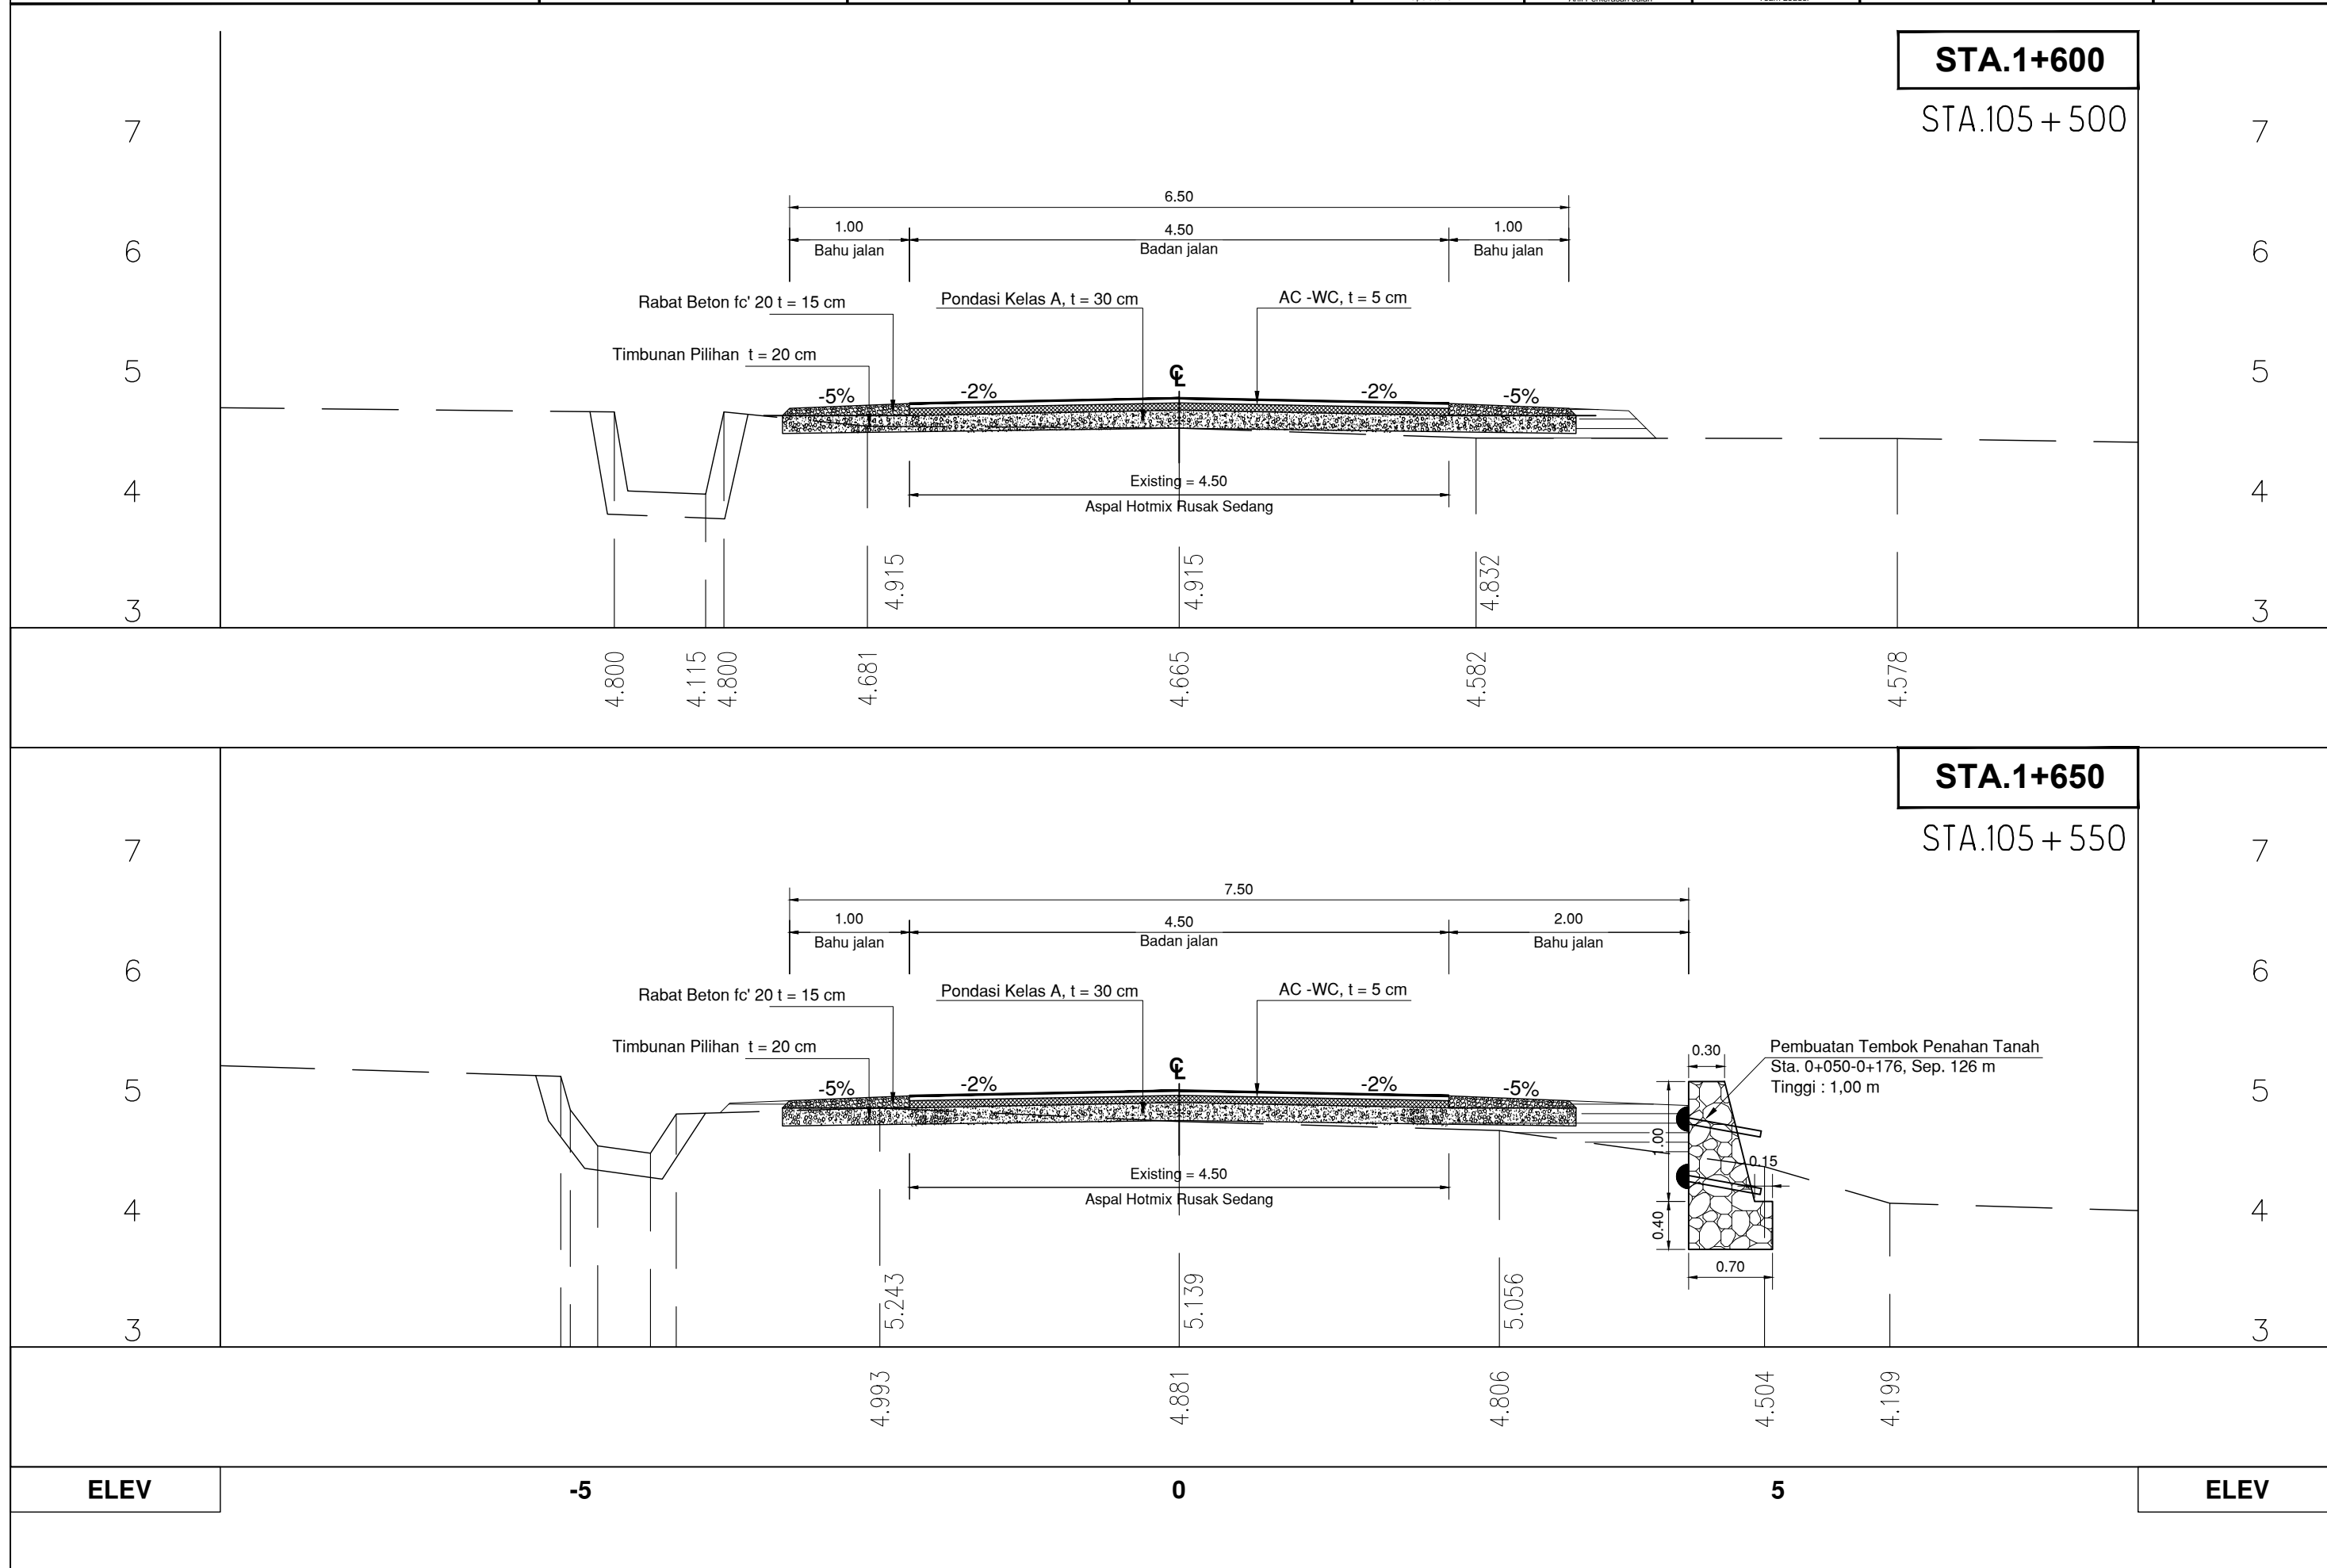 STA.1+600
STA.105+500
7
7
6.50
1.00
4.50
1.00
Bahu jalan
Badan jalan
Bahu jalan
6
6
Rabat Beton fc' 20 t = 15 cm
Pondasi Kelas A, t = 30 cm
AC -WC, t = 5 cm
Timbunan Pilihan t = 20 cm
5
5
-5%
-2%
-2%
-5%
4
4
Existing = 4.50
Aspal Hotmix Rusak Sedang
4.915
4.915
4.832
3
3
4.800
4.115
4.800
4.681
4.665
4.582
4.578
STA.1+650
STA.105+550
7
7
7.50
1.00
4.50
2.00
Bahu jalan
Badan jalan
Bahu jalan
6
6
Rabat Beton fc' 20 t = 15 cm
Pondasi Kelas A, t = 30 cm
AC -WC, t = 5 cm
Timbunan Pilihan t = 20 cm
0.30
Pembuatan Tembok Penahan Tanah
Sta. 0+050-0+176, Sep. 126 m
Tinggi : 1,00 m
5
5
-5%
-2%
-2%
-5%
0.15
Existing = 4.50
Aspal Hotmix Rusak Sedang
4
4
0.40
0.70
5.243
5.139
5.056
3
3
4.993
4.881
4.806
4.504
4.199
ELEV
-5
0
5
ELEV